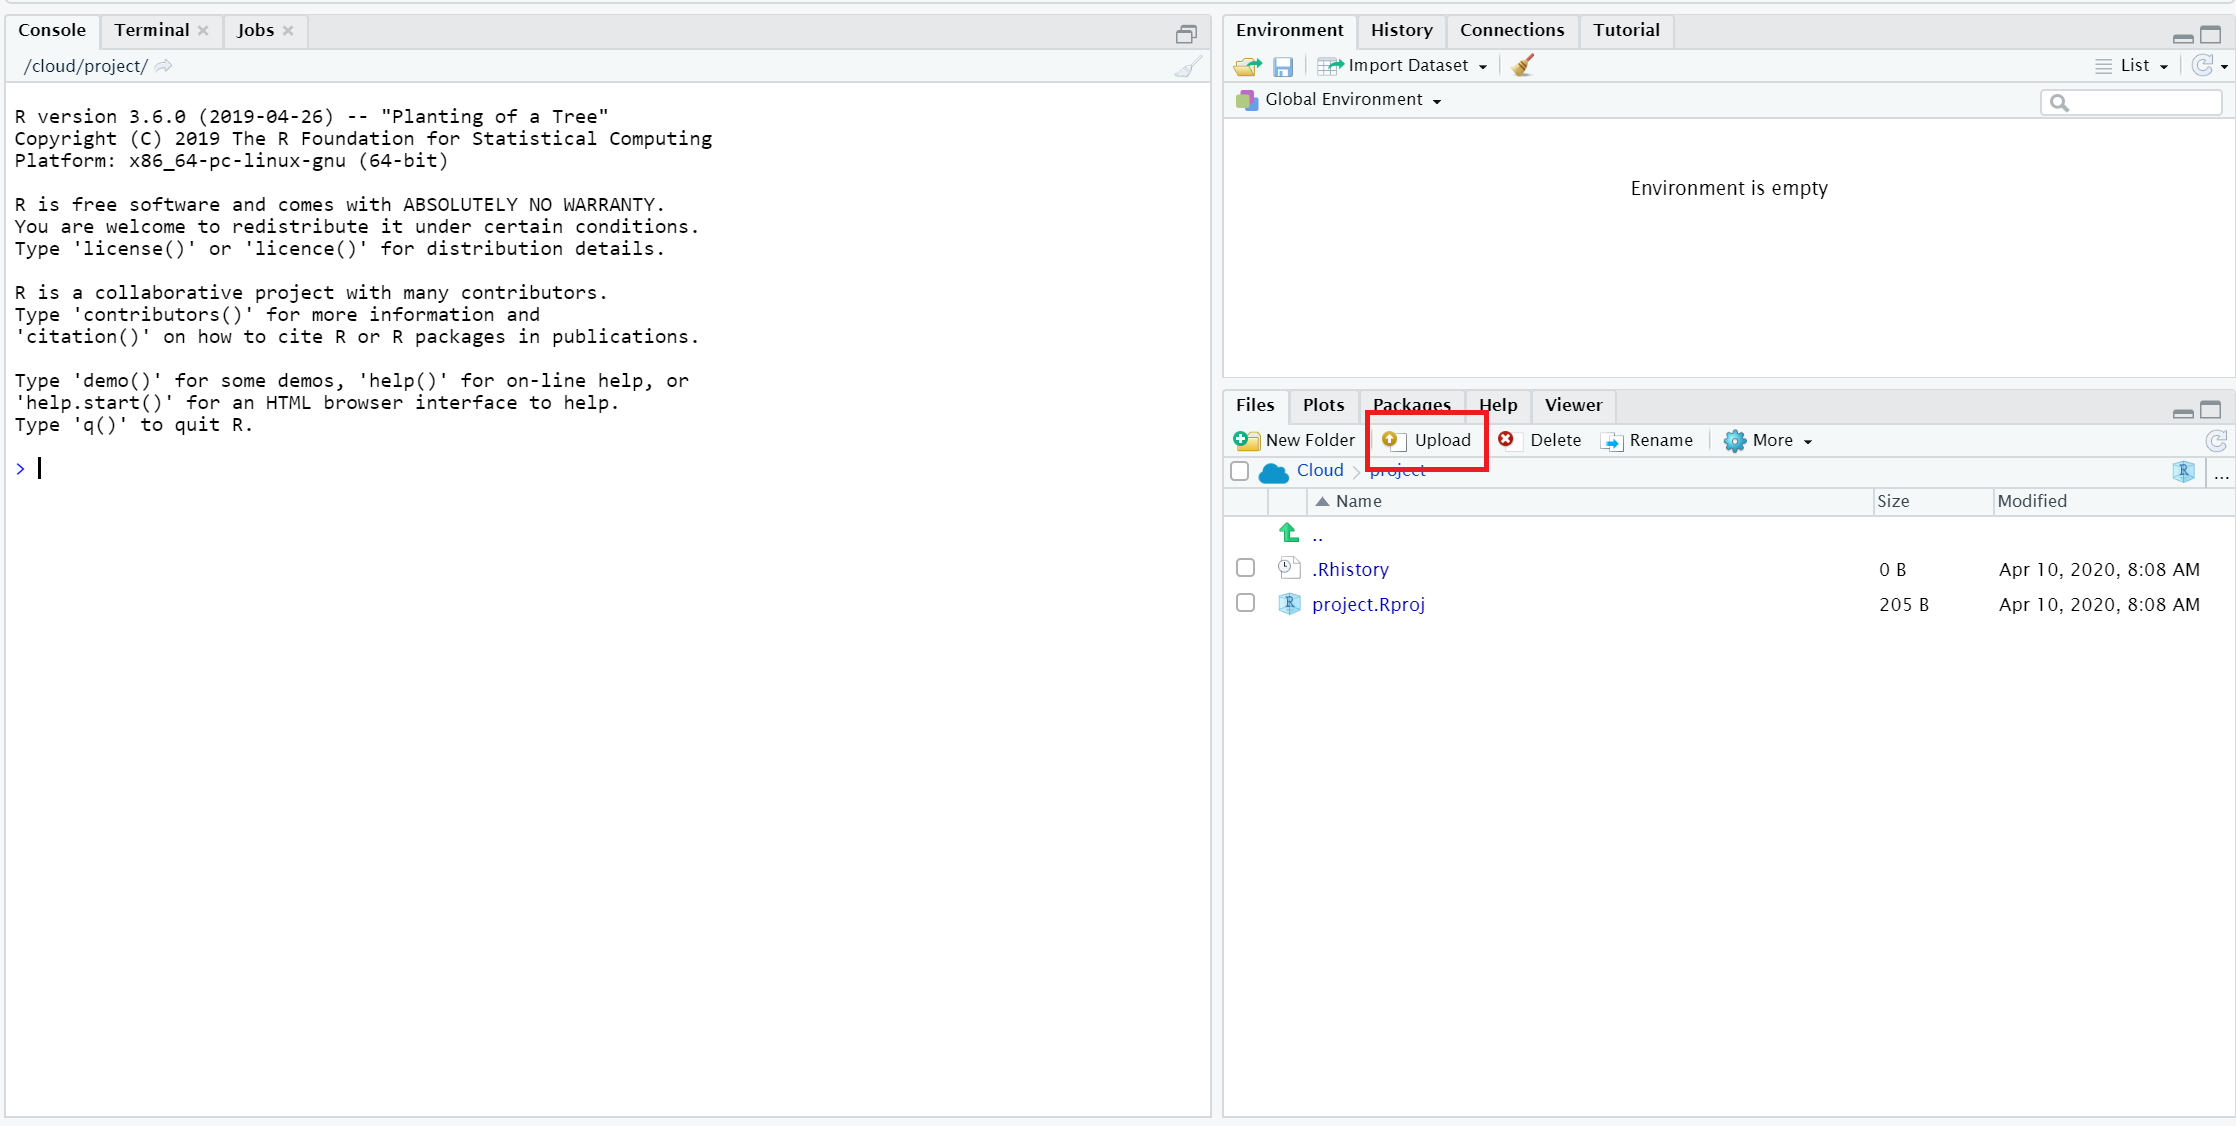 Console Terminal Jobs
/cloud/project/
R version 3.6.0 (2019-04-26) -- "Planting of a Tree"
Copyright (C) 2019 The R Foundation for Statistical Computing
Platform: x86_64-pc-linux-gnu (64-bit)
R is free software and comes with ABSOLUTELY NO WARRANTY.
You are welcome to redistribute it under certain conditions.
Type 'license()' or 'licence()' for distribution details.
R is a collaborative project with many contributors.
Type 'contributors()' for more information and
'citation()' on how to cite R or R packages in publications.
Type 'demo()' for some demos, 'help()' for on-line help, or
'help.start()' for an HTML browser interface to help.
Type 'q()' to quit R.
>
Environment History Connections Tutorial
Import Dataset List
Global Environment
Environment is empty
Files Plots Packages Help Viewer
New Folder Upload Delete Rename More
Cloud project R ...
Name Size Modified
..
.Rhistory 0 B Apr 10, 2020, 8:08 AM
R project.Rproj 205 B Apr 10, 2020, 8:08 AM